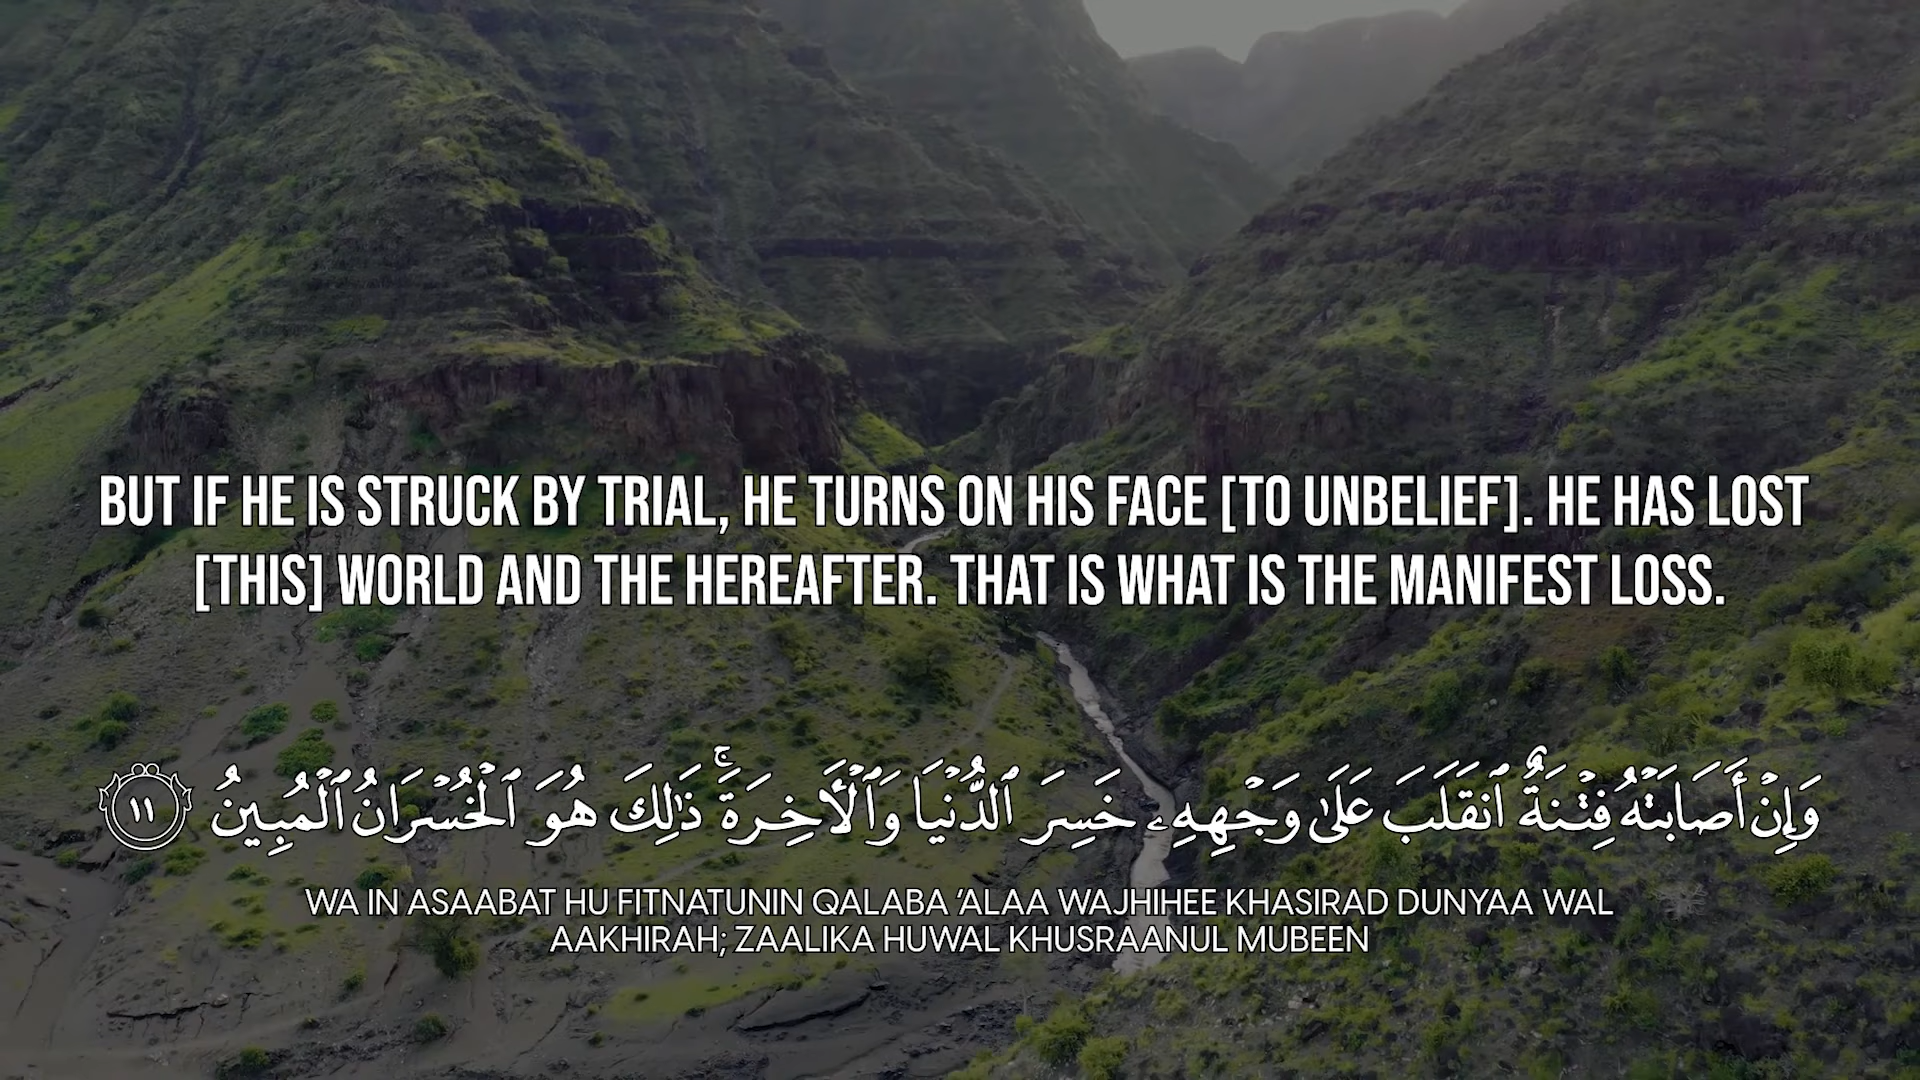 BUT IF HE IS STRUCK BY TRIAL, HE TURNS ON HIS FACE [TO UNBELIEF]. HE HAS LOST
[THIS] WORLD AND THE HEREAFTER. THAT IS WHAT IS THE MANIFEST LOSS.
وَإِنْ أَصَابَتْهُ فِتْنَةٌ ٱنقَلَبَ عَلَىٰ وَجْهِهِۦ خَسِرَ ٱلدُّنْيَا وَٱلْأَخِرَةَ ۚ ذَٰلِكَ هُوَ ٱلْخُسْرَانُ ٱلْمُبِينُ ١١
WA IN ASAABAT HU FITNATUNIN QALABA 'ALAA WAJHIHEE KHASIRAD DUNYAA WAL
AAKHIRAH; ZAALIKA HUWAL KHUSRAANUL MUBEEN